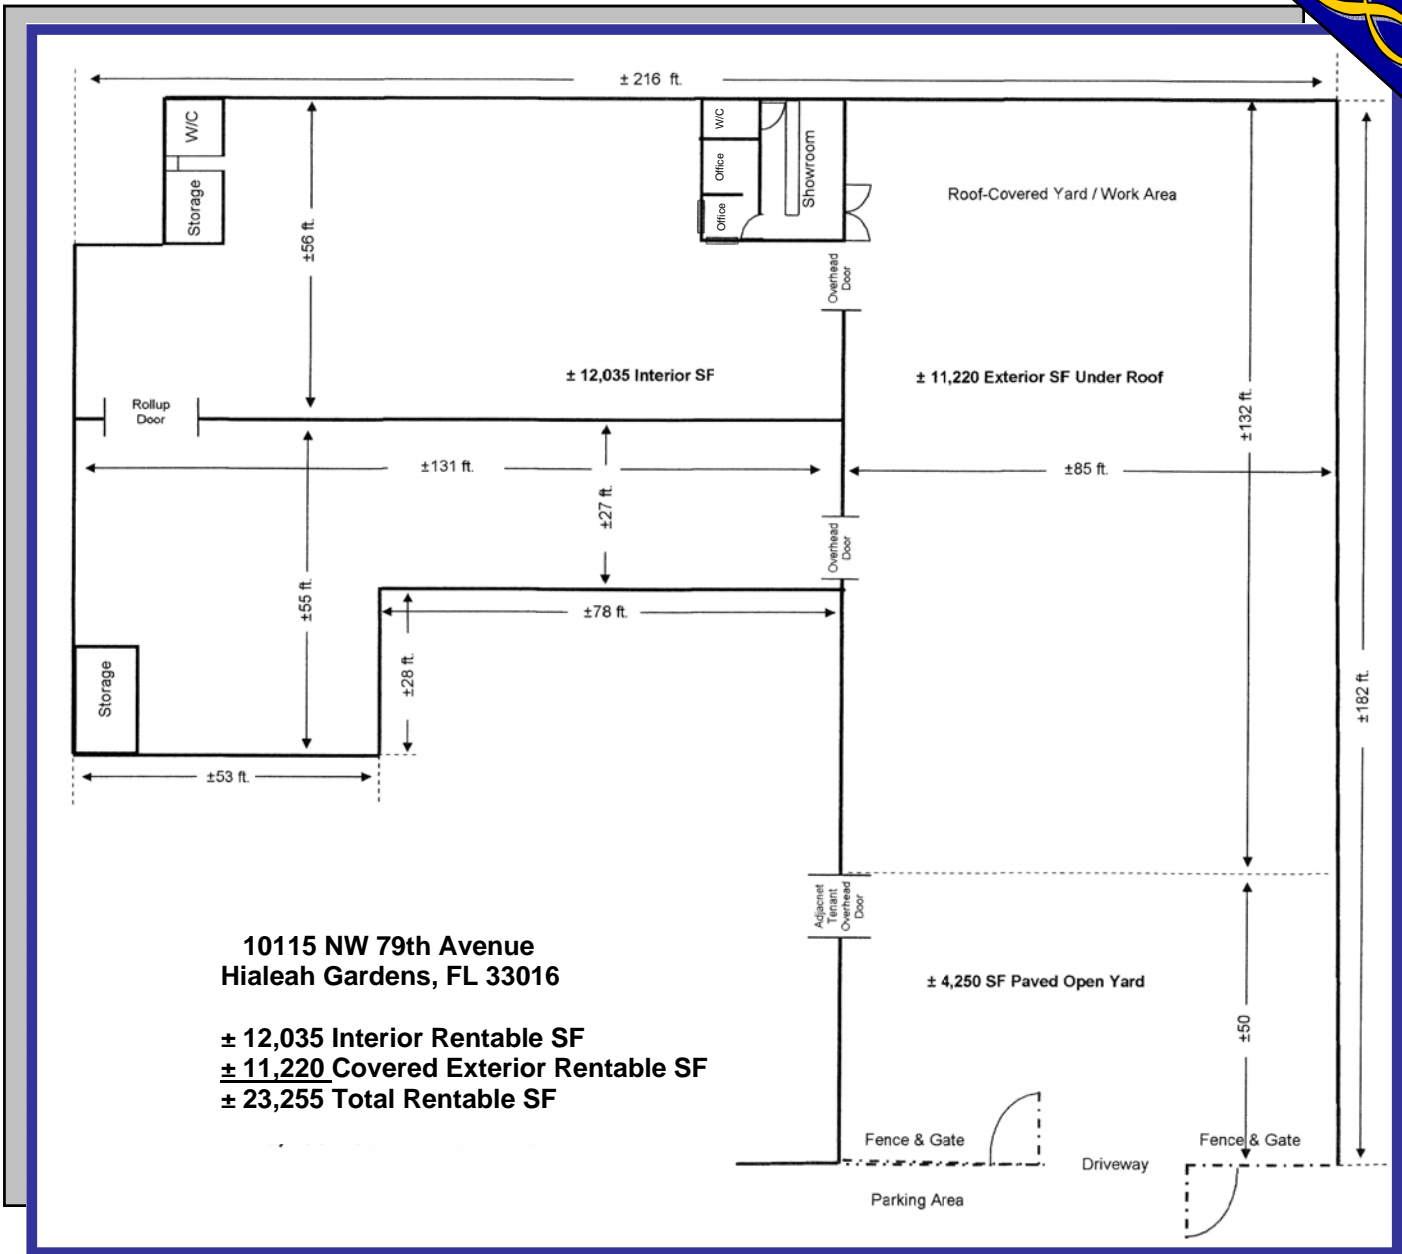 ± 216 ft.
W/C
Storage
±56 ft.
W/C
Office
Office
Showroom
Roof-Covered Yard / Work Area
Overhead
Door
± 12,035 Interior SF
± 11,220 Exterior SF Under Roof
±132 ft.
Rollup
Door
±131 ft.
±27 ft.
±85 ft.
Overhead
Door
±55 ft.
±78 ft.
±28 ft.
Storage
±182 ft.
±53 ft.
Adjacnet
Tenant
Overhead
Door
10115 NW 79th Avenue
Hialeah Gardens, FL 33016
± 12,035 Interior Rentable SF
± 11,220 Covered Exterior Rentable SF
± 23,255 Total Rentable SF
± 4,250 SF Paved Open Yard
±50
Fence & Gate
Fence & Gate
Driveway
Parking Area